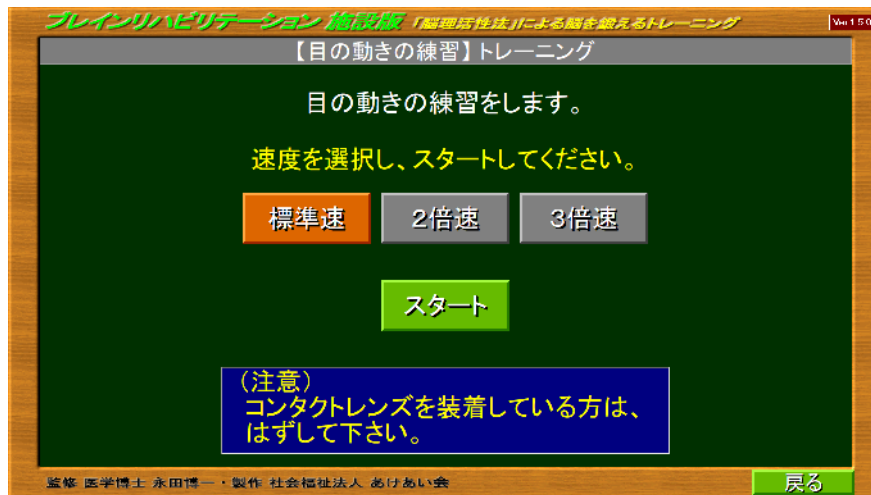 ブレインリハビリテーション 施設版 「脳理活性法」による脳を鍛えるトレーニング
Ver 1.5.0
【目の動きの練習】トレーニング
目の動きの練習をします。
速度を選択し、スタートしてください。
標準速 2倍速 3倍速
スタート
(注意)
コンタクトレンズを装着している方は、
はずして下さい。
監修 医学博士 永田博一・製作 社会福祉法人 あけあい会
戻る